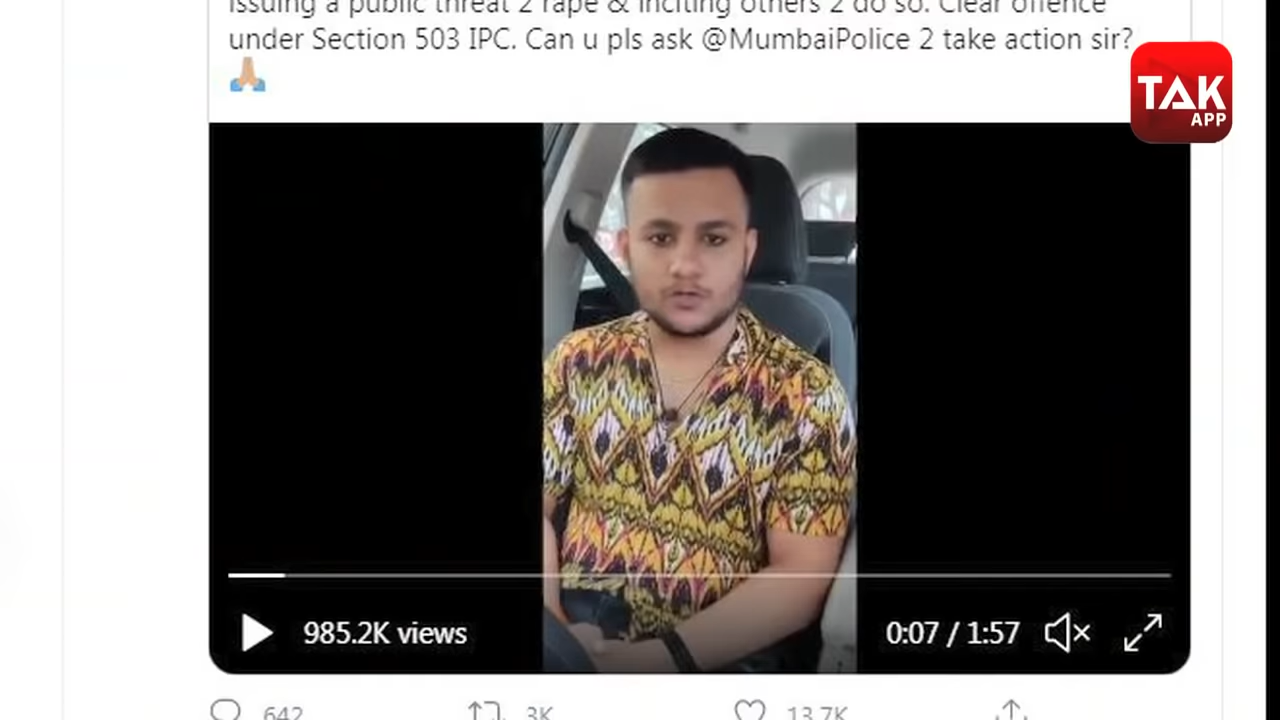 issuing a public threat 2 rape & inciting others 2 do so. Clear offence
under Section 503 IPC. Can u pls ask @MumbaiPolice 2 take action sir?
TAK
APP
985.2K views
0:07 / 1:57
642
3K
13.7K